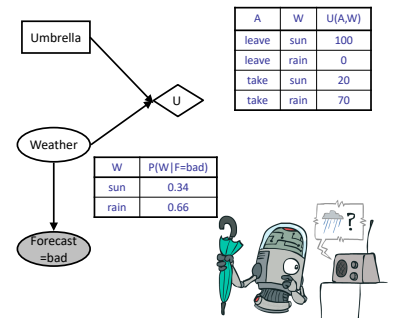 Umbrella
U
Weather
Forecast
=bad
A W U(A,W)
leave sun 100
leave rain 0
take sun 20
take rain 70
W P(W|F=bad)
sun 0.34
rain 0.66
?